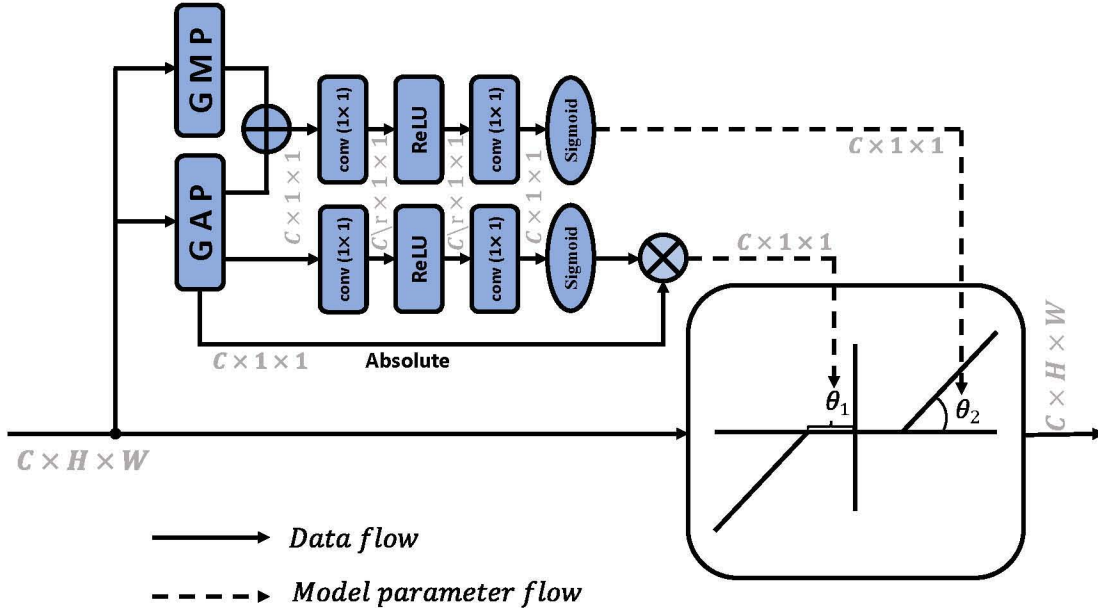 GMP
conv (1× 1)
ReLU
conv (1× 1)
Sigmoid
C × 1 × 1
C\r × 1 × 1
C\r × 1 × 1
C × 1 × 1
C × 1 × 1
GAP
conv (1× 1)
ReLU
conv (1× 1)
Sigmoid
C × 1 × 1
C × 1 × 1
Absolute
θ1
θ2
C × H × W
C × H × W
Data flow
Model parameter flow